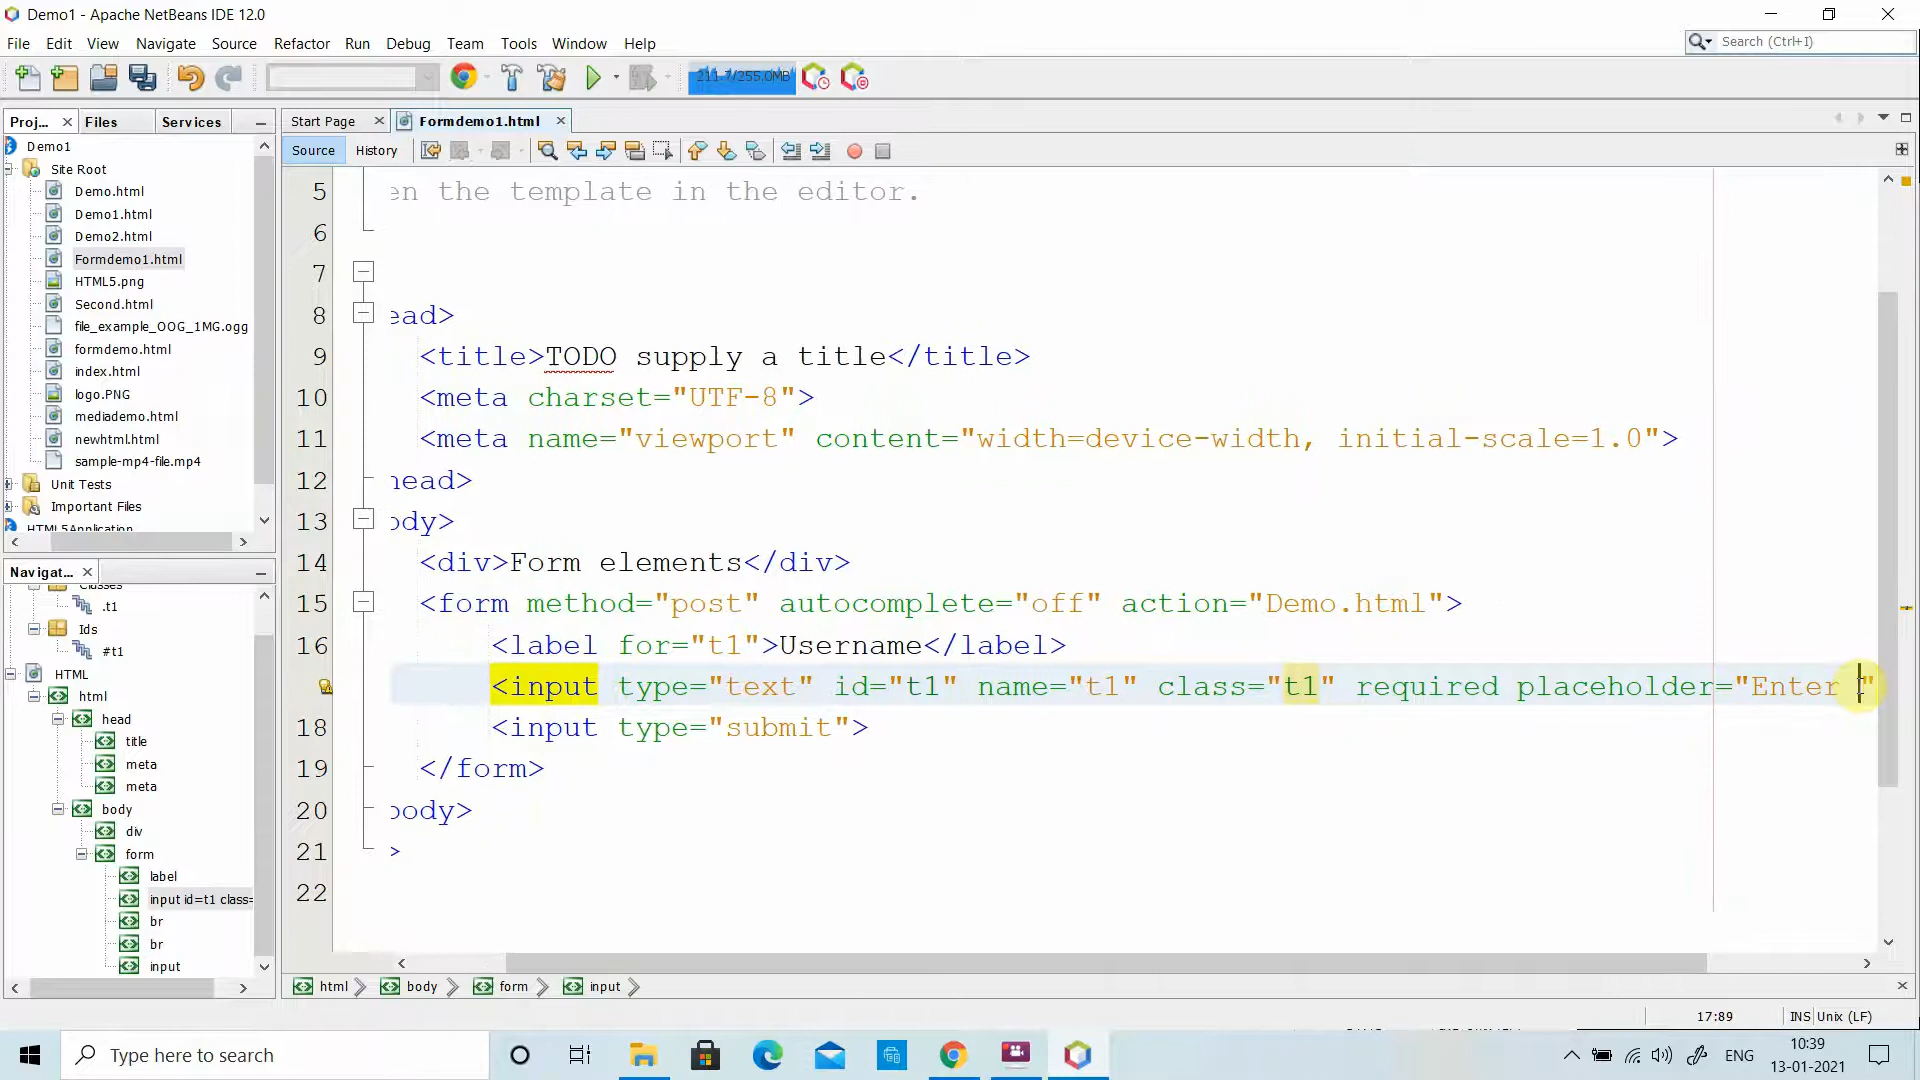 Demo1 - Apache NetBeans IDE 12.0
File Edit View Navigate Source Refactor Run Debug Team Tools Window Help
Search (Ctrl+I)
211.7/255.0MB
Proj... Files Services
Start Page Formdemo1.html
Source History
Demo1
Site Root
Demo.html
Demo1.html
Demo2.html
Formdemo1.html
HTML5.png
Second.html
file_example_OOG_1MG.ogg
formdemo.html
index.html
logo.PNG
mediademo.html
newhtml.html
sample-mp4-file.mp4
Unit Tests
Important Files
HTML5Application
Navigat...
Classes
.t1
Ids
#t1
HTML
html
head
title
meta
meta
body
div
form
label
input id=t1 class=
br
br
input
5 en the template in the editor.
6
7
8 ead>
9 <title>TODO supply a title</title>
10 <meta charset="UTF-8">
11 <meta name="viewport" content="width=device-width, initial-scale=1.0">
12 head>
13 ody>
14 <div>Form elements</div>
15 <form method="post" autocomplete="off" action="Demo.html">
16 <label for="t1">Username</label>
<input type="text" id="t1" name="t1" class="t1" required placeholder="Enter "
18 <input type="submit">
19 </form>
20 body>
21 >
22
html body form input
17:89 INS Unix (LF)
Type here to search
ENG
10:39
13-01-2021